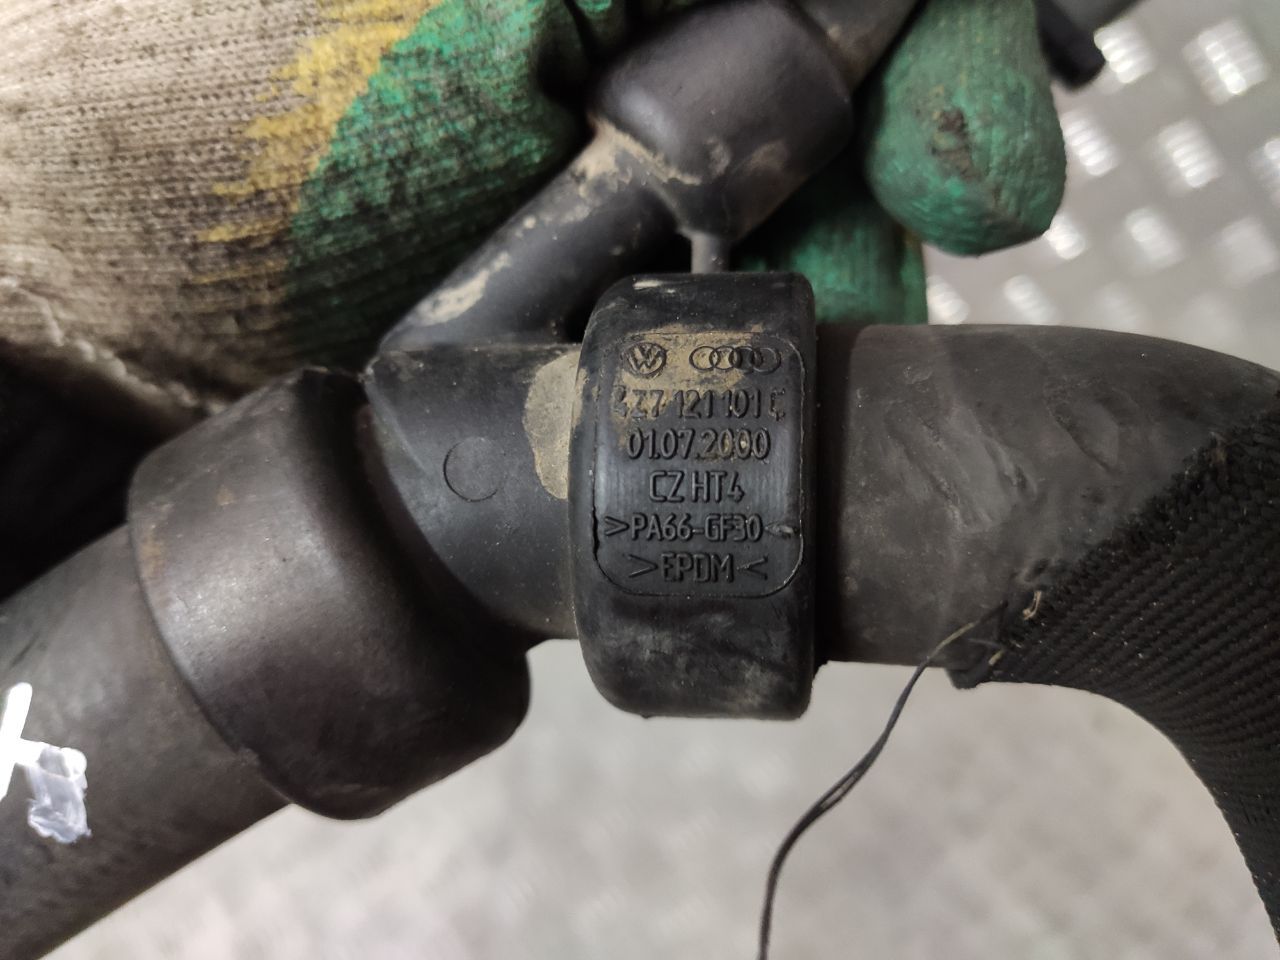 4Z7 121 101 C
01.07.2000
CZ HT4
>PA66-GF30<
>EPDM<